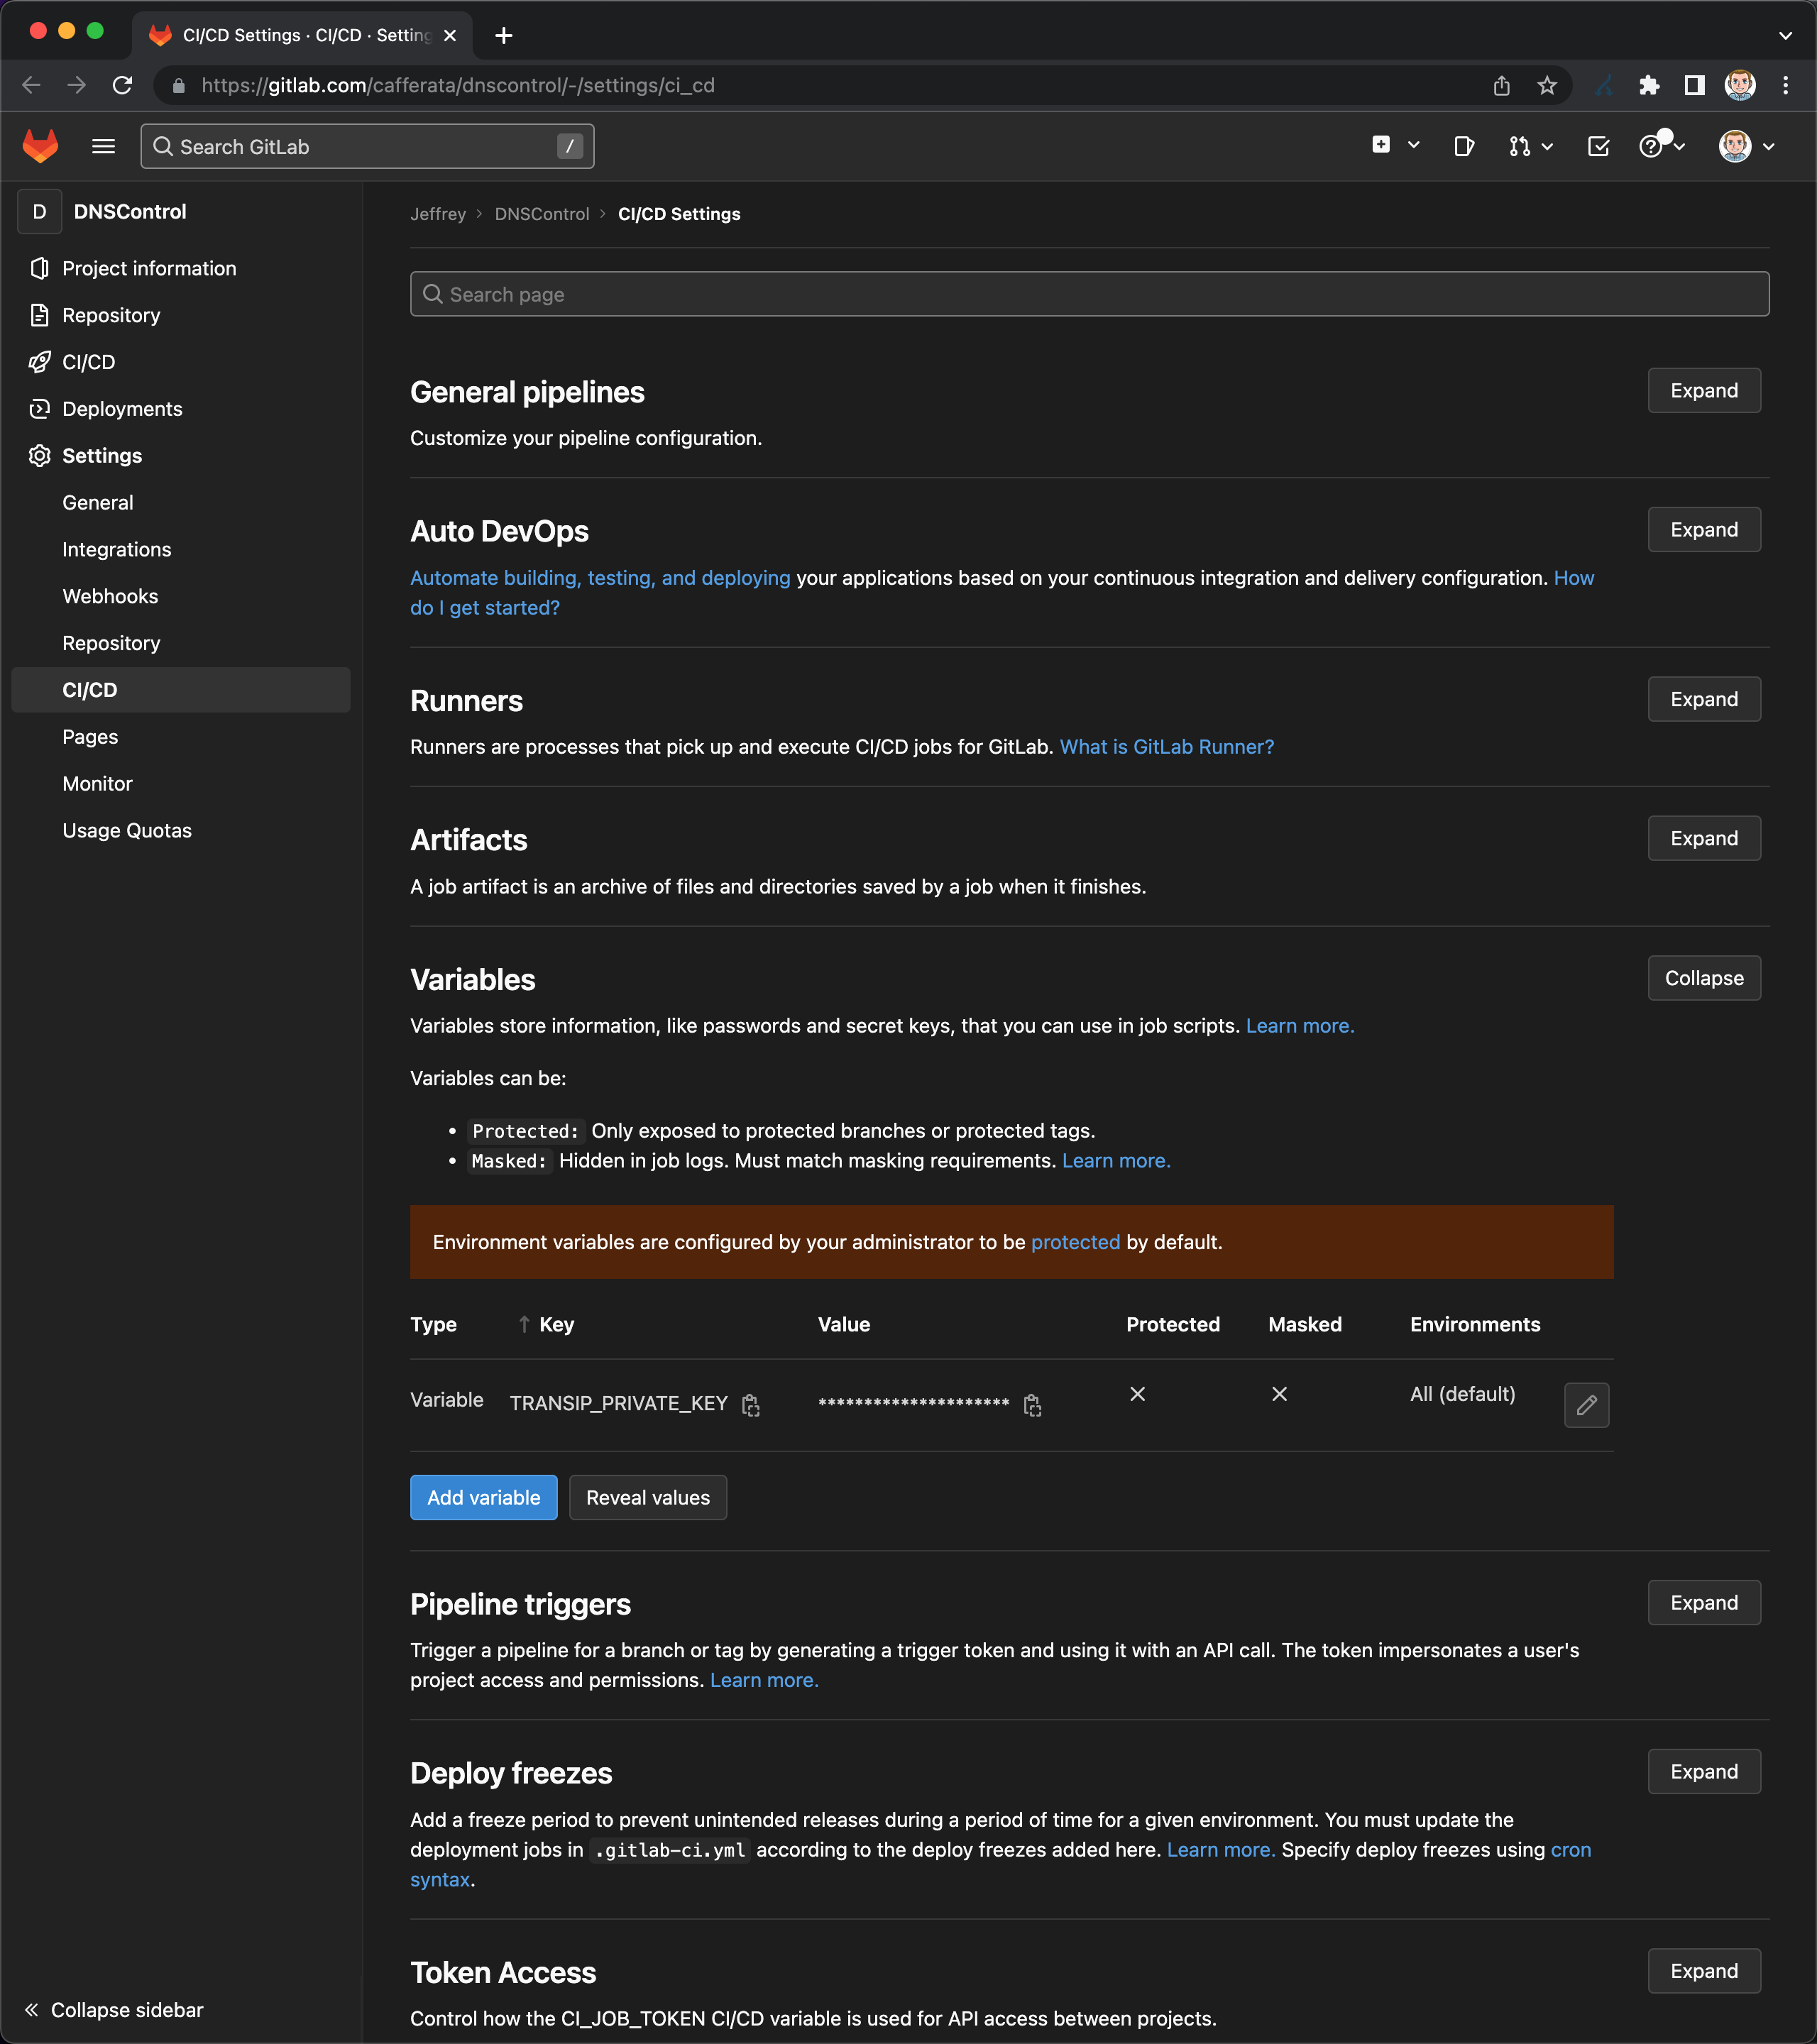 CI/CD Settings · CI/CD · Setting
https://gitlab.com/cafferata/dnscontrol/-/settings/ci_cd
Search GitLab
/
D
DNSControl
Project information
Repository
CI/CD
Deployments
Settings
General
Integrations
Webhooks
Repository
CI/CD
Pages
Monitor
Usage Quotas
Collapse sidebar
Jeffrey › DNSControl › CI/CD Settings
Search page
General pipelines
Expand
Customize your pipeline configuration.
Auto DevOps
Expand
Automate building, testing, and deploying your applications based on your continuous integration and delivery configuration. How
do I get started?
Runners
Expand
Runners are processes that pick up and execute CI/CD jobs for GitLab. What is GitLab Runner?
Artifacts
Expand
A job artifact is an archive of files and directories saved by a job when it finishes.
Variables
Collapse
Variables store information, like passwords and secret keys, that you can use in job scripts. Learn more.
Variables can be:
• Protected: Only exposed to protected branches or protected tags.
• Masked: Hidden in job logs. Must match masking requirements. Learn more.
Environment variables are configured by your administrator to be protected by default.
Type ↑ Key Value Protected Masked Environments
Variable TRANSIP_PRIVATE_KEY ********************* All (default)
Add variable Reveal values
Pipeline triggers
Expand
Trigger a pipeline for a branch or tag by generating a trigger token and using it with an API call. The token impersonates a user's
project access and permissions. Learn more.
Deploy freezes
Expand
Add a freeze period to prevent unintended releases during a period of time for a given environment. You must update the
deployment jobs in .gitlab-ci.yml according to the deploy freezes added here. Learn more. Specify deploy freezes using cron
syntax.
Token Access
Expand
Control how the CI_JOB_TOKEN CI/CD variable is used for API access between projects.